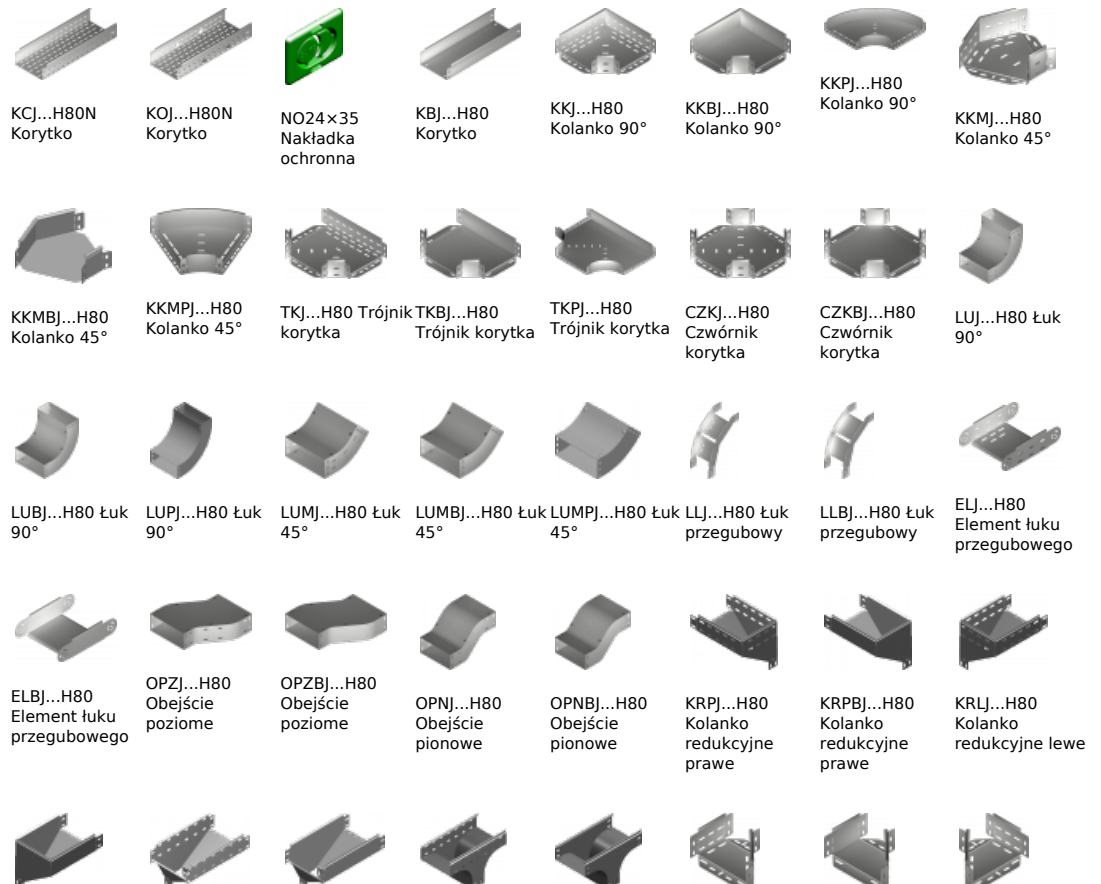 KCJ...H80N
Korytko
KOJ...H80N
Korytko
NO24×35
Nakładka
ochronna
KBJ...H80
Korytko
KKJ...H80
Kolanko 90°
KKBJ...H80
Kolanko 90°
KKPJ...H80
Kolanko 90°
KKMJ...H80
Kolanko 45°
KKMBJ...H80
Kolanko 45°
KKMPJ...H80
Kolanko 45°
TKJ...H80 Trójnik
korytka
TKBJ...H80
Trójnik korytka
TKPJ...H80
Trójnik korytka
CZKJ...H80
Czwórnik
korytka
CZKBJ...H80
Czwórnik
korytka
LUJ...H80 Łuk
90°
LUBJ...H80 Łuk
90°
LUPJ...H80 Łuk
90°
LUMJ...H80 Łuk
45°
LUMBJ...H80 Łuk
45°
LUMPJ...H80 Łuk
45°
LLJ...H80 Łuk
przegubowy
LLBJ...H80 Łuk
przegubowy
ELJ...H80
Element łuku
przegubowego
ELBJ...H80
Element łuku
przegubowego
OPZJ...H80
Obejście
poziome
OPZBJ...H80
Obejście
poziome
OPNJ...H80
Obejście
pionowe
OPNBJ...H80
Obejście
pionowe
KRPJ...H80
Kolanko
redukcyjne
prawe
KRPBJ...H80
Kolanko
redukcyjne
prawe
KRLJ...H80
Kolanko
redukcyjne lewe